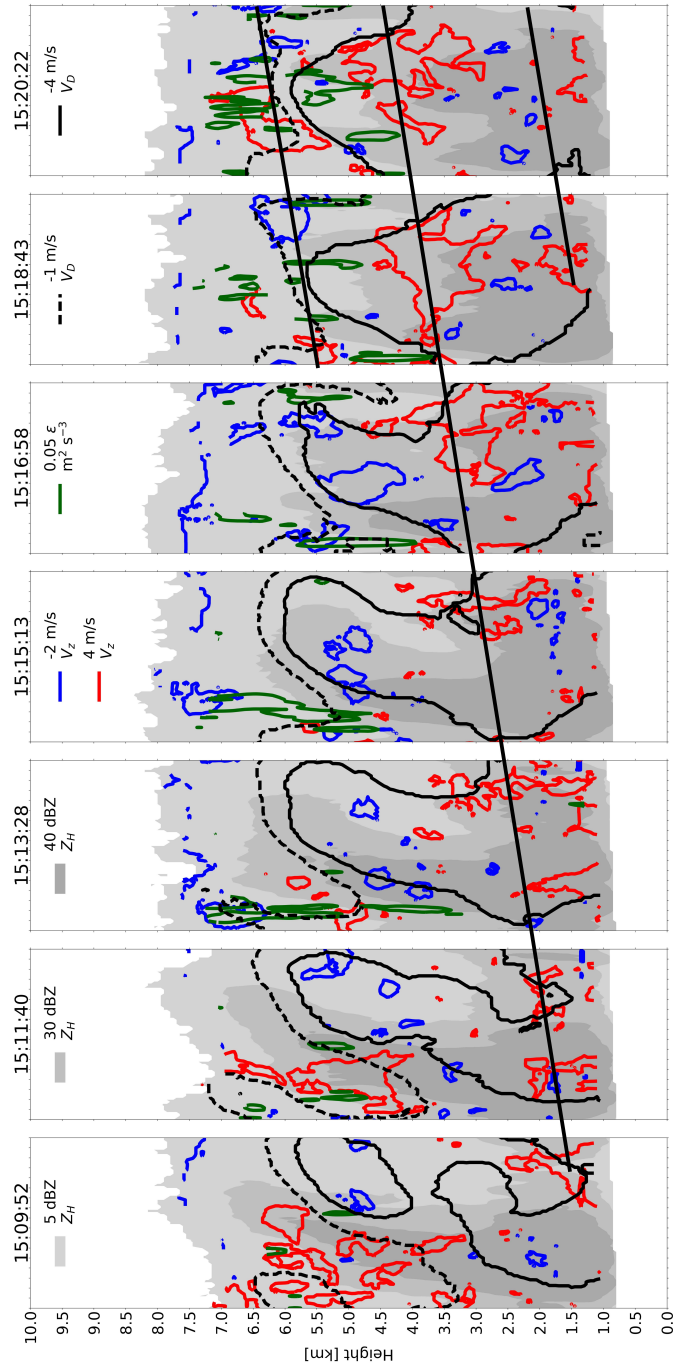 15:09:52
15:11:40
15:13:28
15:15:13
15:16:58
15:18:43
15:20:22
5 dBZ
Z_H
30 dBZ
Z_H
40 dBZ
Z_H
-2 m/s
V_z
4 m/s
V_z
0.05 ε
m² s⁻³
-1 m/s
V_D
-4 m/s
V_D
Height [km]
10.0
9.5
9.0
8.5
8.0
7.5
7.0
6.5
6.0
5.5
5.0
4.5
4.0
3.5
3.0
2.5
2.0
1.5
1.0
0.5
0.0